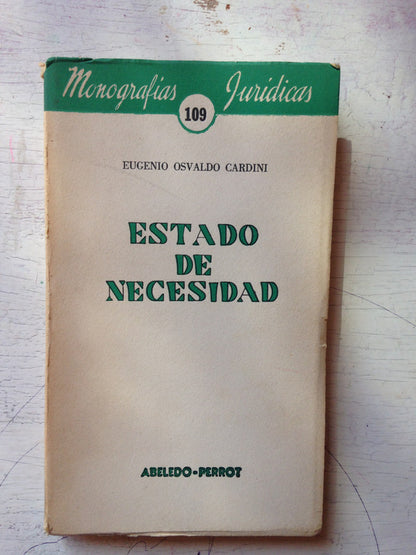 Monografías Jurídicas
109
EUGENIO OSVALDO CARDINI
ESTADO
DE
NECESIDAD
ABELEDO-PERROT